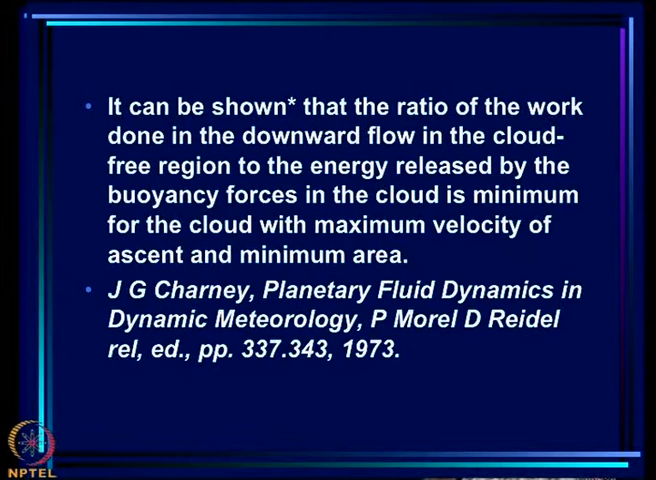 • It can be shown* that the ratio of the work
done in the downward flow in the cloud-
free region to the energy released by the
buoyancy forces in the cloud is minimum
for the cloud with maximum velocity of
ascent and minimum area.
• J G Charney, Planetary Fluid Dynamics in
Dynamic Meteorology, P Morel D Reidel
rel, ed., pp. 337.343, 1973.
NPTEL